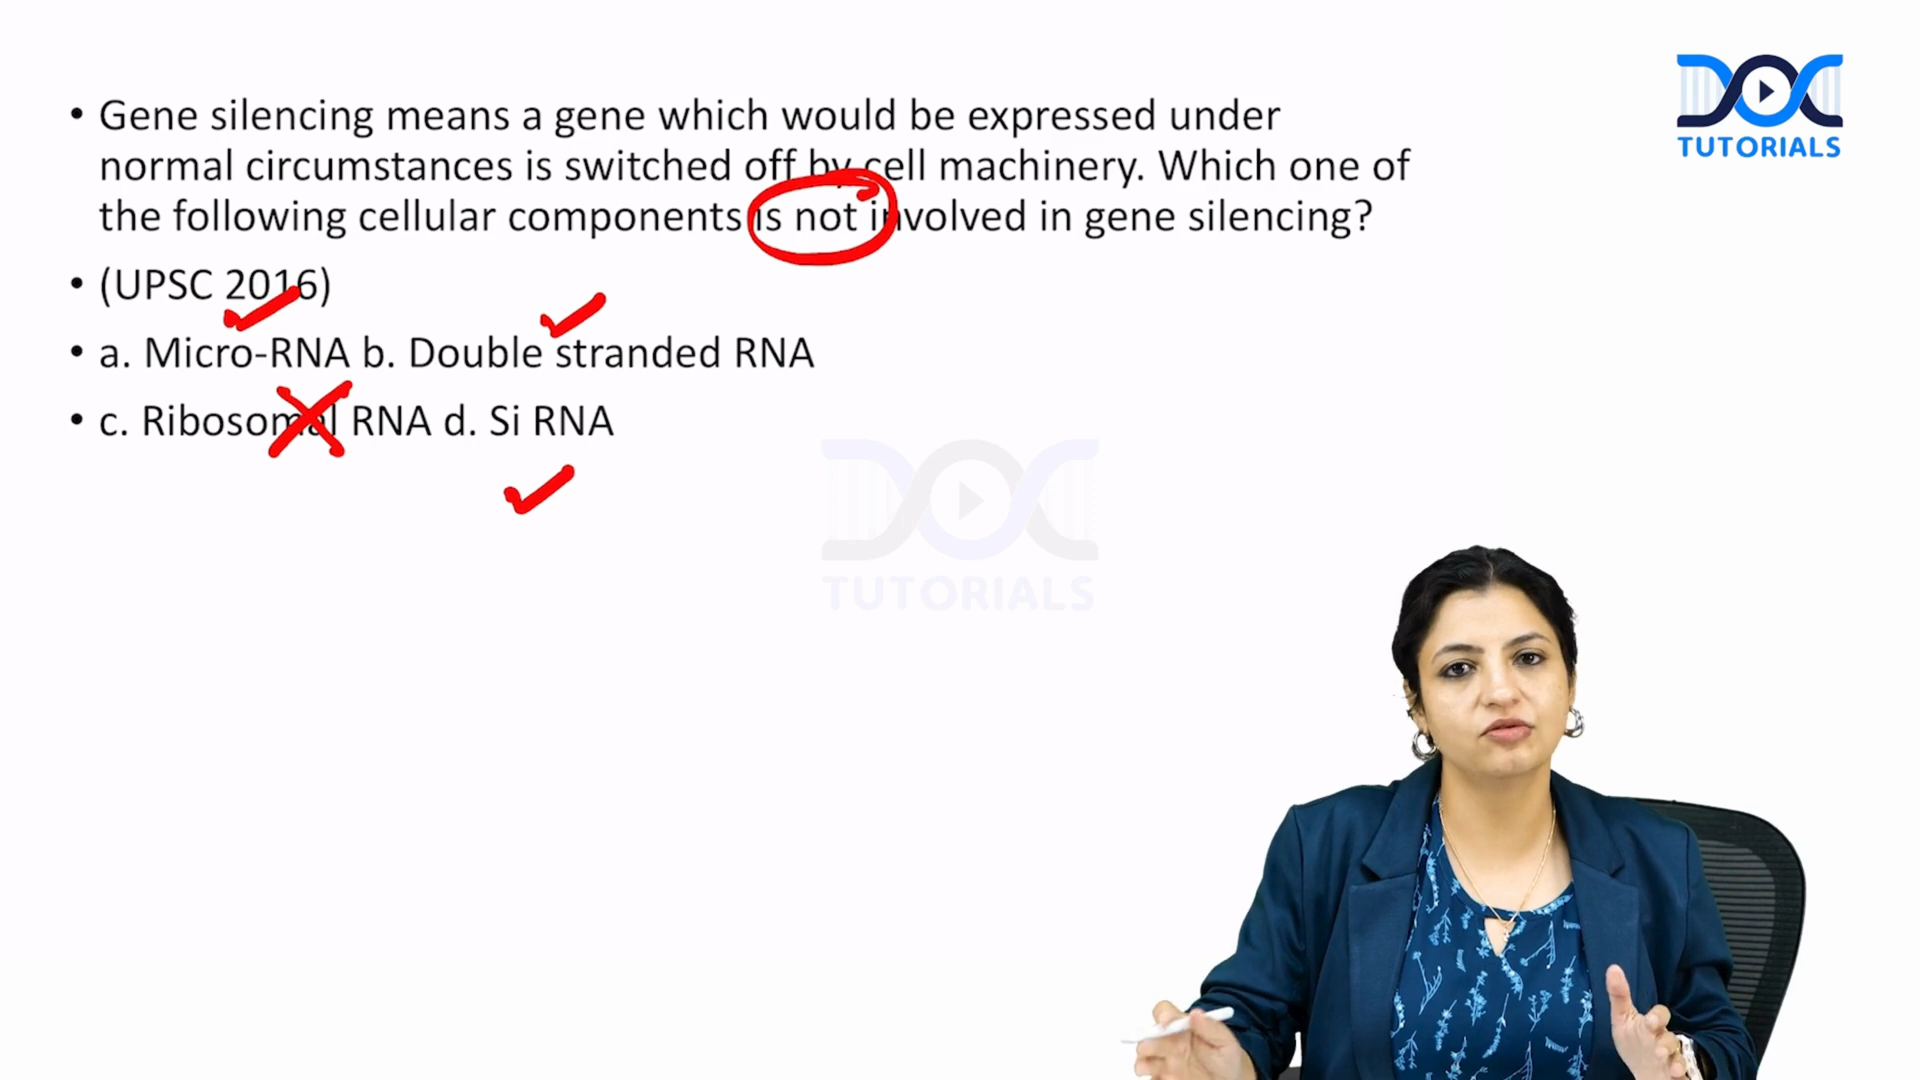 • Gene silencing means a gene which would be expressed under
normal circumstances is switched off by cell machinery. Which one of
the following cellular components is not involved in gene silencing?
• (UPSC 2016)
• a. Micro-RNA b. Double stranded RNA
• c. Ribosomal RNA d. Si RNA
DOC
TUTORIALS
DOC
TUTORIALS